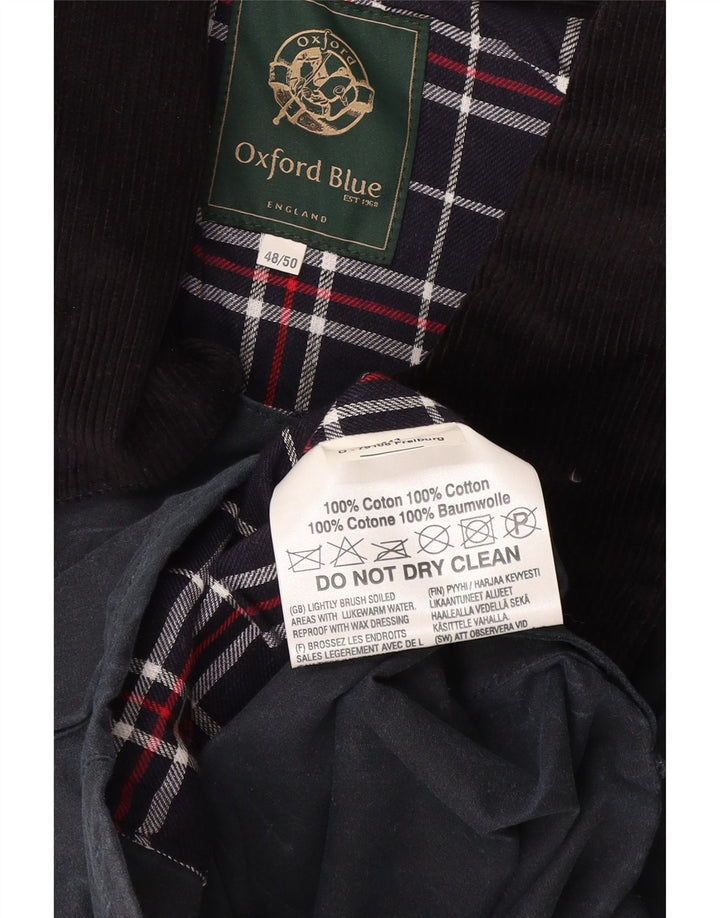 Oxford
Oxford Blue
EST 1968
ENGLAND
48/50
Freiburg
100% Coton 100% Cotton
100% Cotone 100% Baumwolle
P
DO NOT DRY CLEAN
(GB) LIGHTLY BRUSH SOILED
AREAS WITH LUKEWARM WATER.
REPROOF WITH WAX DRESSING
(F) BROSSEZ LES ENDROITS
SALES LEGEREMENT AVEC DE L
(FIN) PYYHI / HARJAA KEVYESTI
LIKAANTUNEET ALUEET
HAALEALLA VEDELLÄ SEKÄ
KÄSITTELE VAHALLA.
(SW) ATT OBSERVERA VID